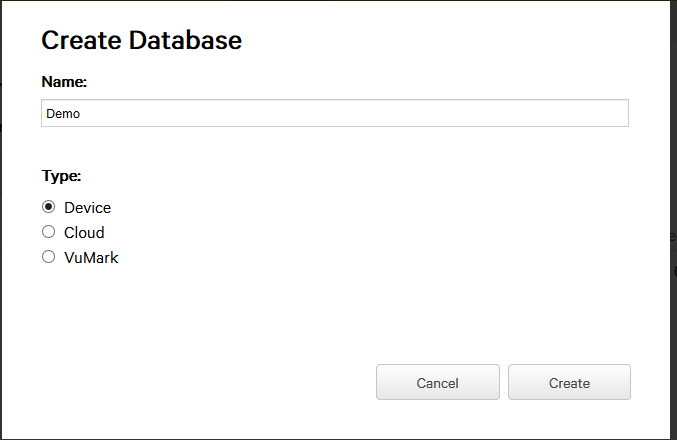 Create Database
Name:
Demo
Type:
Device
Cloud
VuMark
Cancel Create